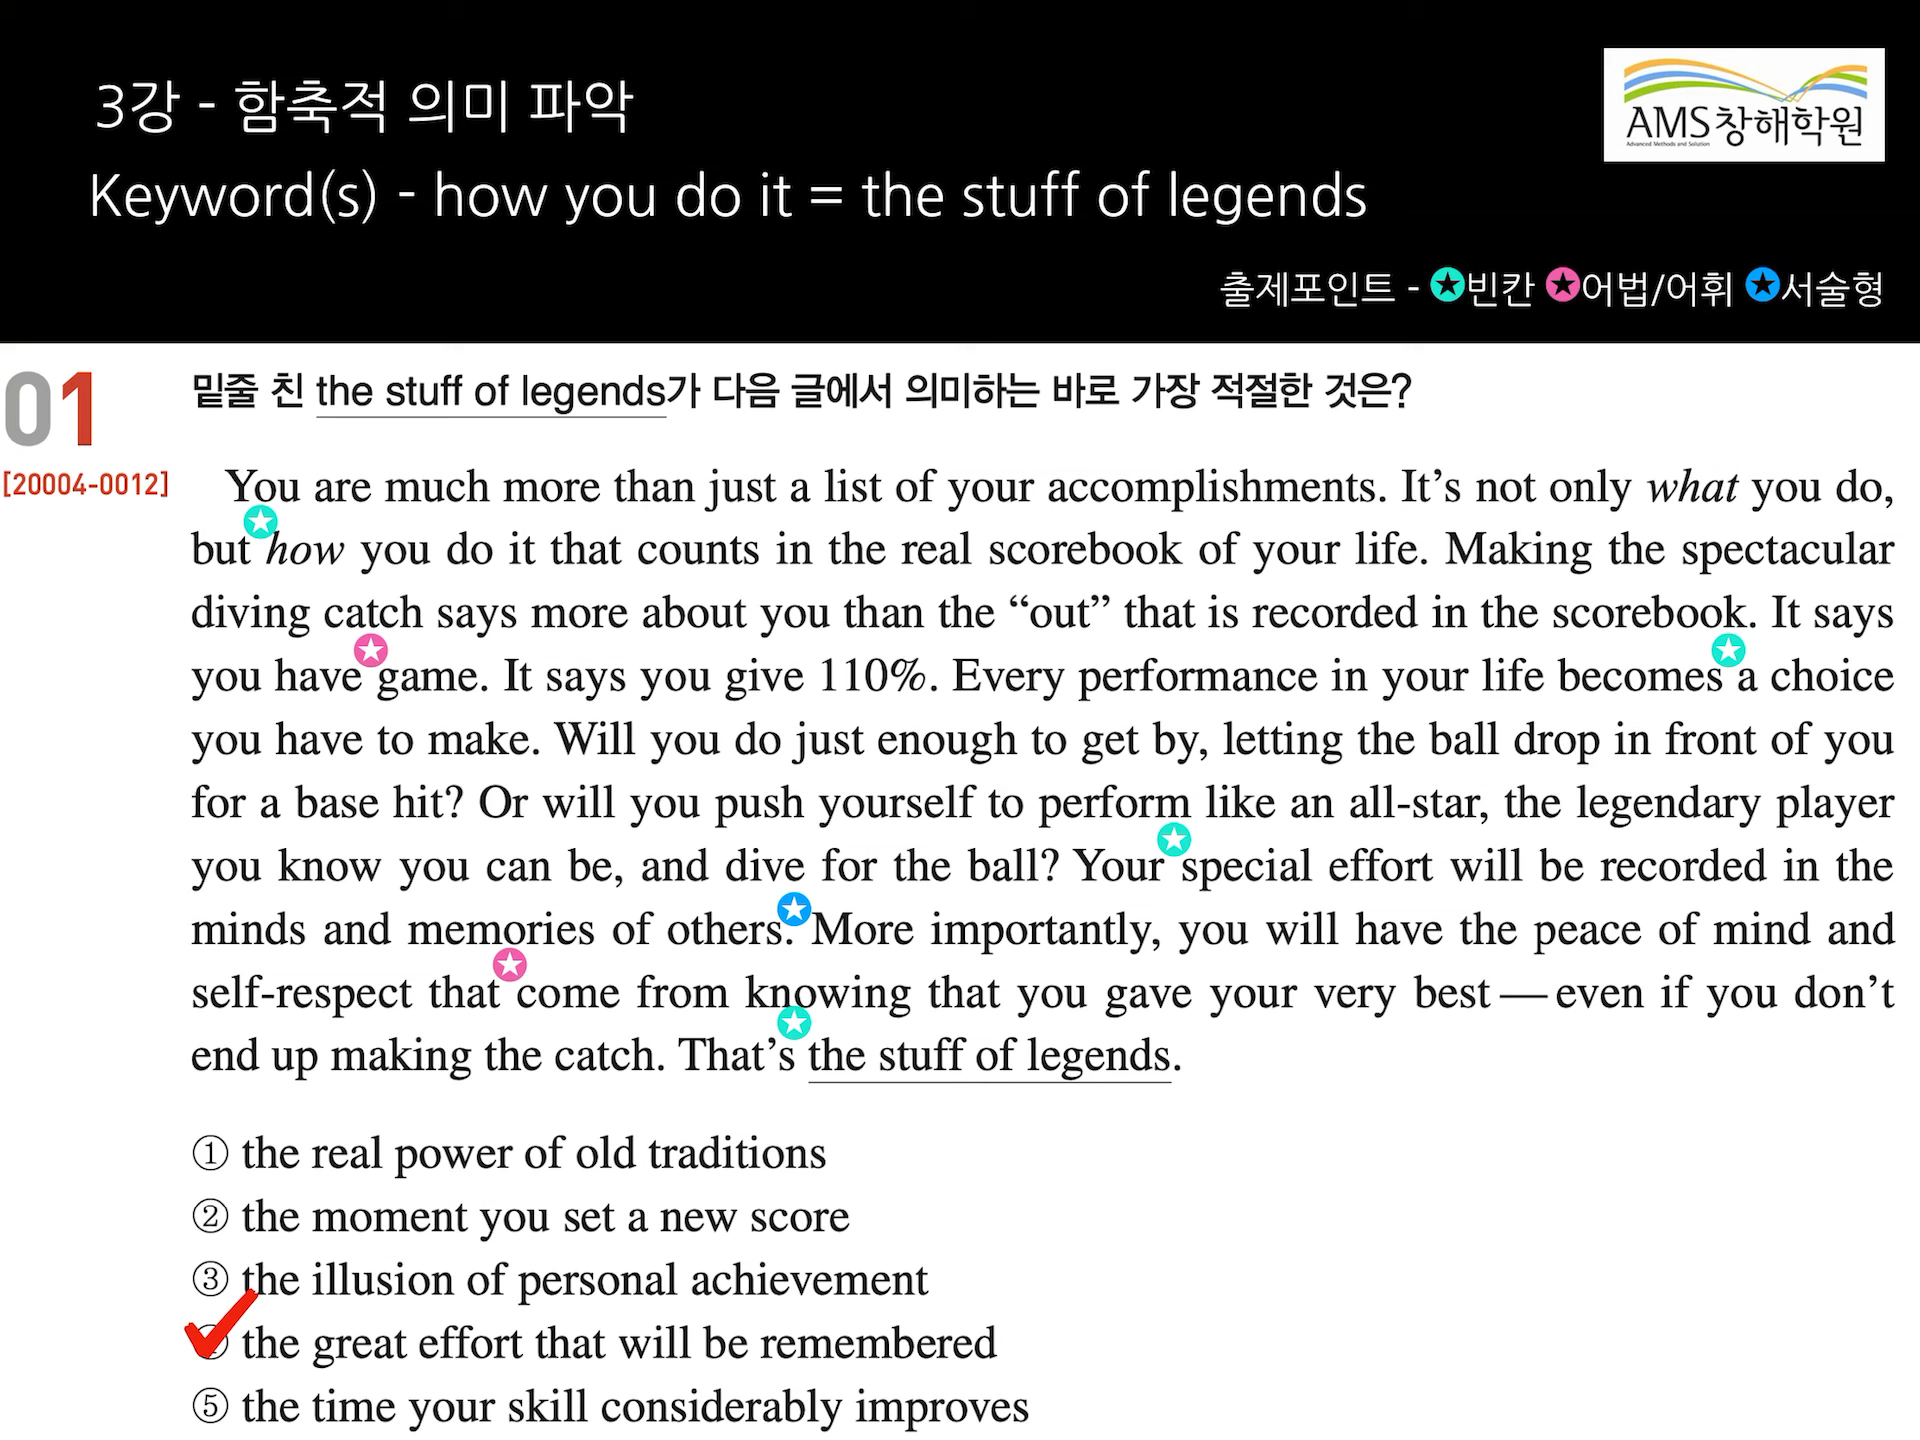 3강 - 함축적 의미 파악
AMS창해학원
Advanced Methods and Solution
Keyword(s) - how you do it = the stuff of legends
출제포인트 - 빈칸 어법/어휘 서술형
01
[20004-0012]
밑줄 친 the stuff of legends가 다음 글에서 의미하는 바로 가장 적절한 것은?
You are much more than just a list of your accomplishments. It’s not only what you do,
but how you do it that counts in the real scorebook of your life. Making the spectacular
diving catch says more about you than the “out” that is recorded in the scorebook. It says
you have game. It says you give 110%. Every performance in your life becomes a choice
you have to make. Will you do just enough to get by, letting the ball drop in front of you
for a base hit? Or will you push yourself to perform like an all-star, the legendary player
you know you can be, and dive for the ball? Your special effort will be recorded in the
minds and memories of others. More importantly, you will have the peace of mind and
self-respect that come from knowing that you gave your very best — even if you don’t
end up making the catch. That’s the stuff of legends.
① the real power of old traditions
② the moment you set a new score
③ the illusion of personal achievement
④ the great effort that will be remembered
⑤ the time your skill considerably improves